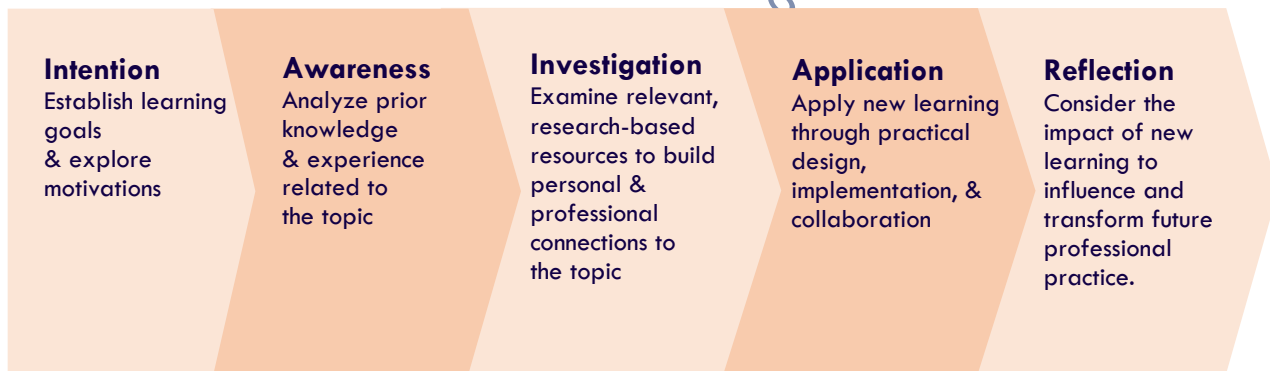 Intention
Establish learning
goals
& explore
motivations
Awareness
Analyze prior
knowledge
& experience
related to
the topic
Investigation
Examine relevant,
research-based
resources to build
personal &
professional
connections to
the topic
Application
Apply new learning
through practical
design,
implementation, &
collaboration
Reflection
Consider the
impact of new
learning to
influence and
transform future
professional
practice.